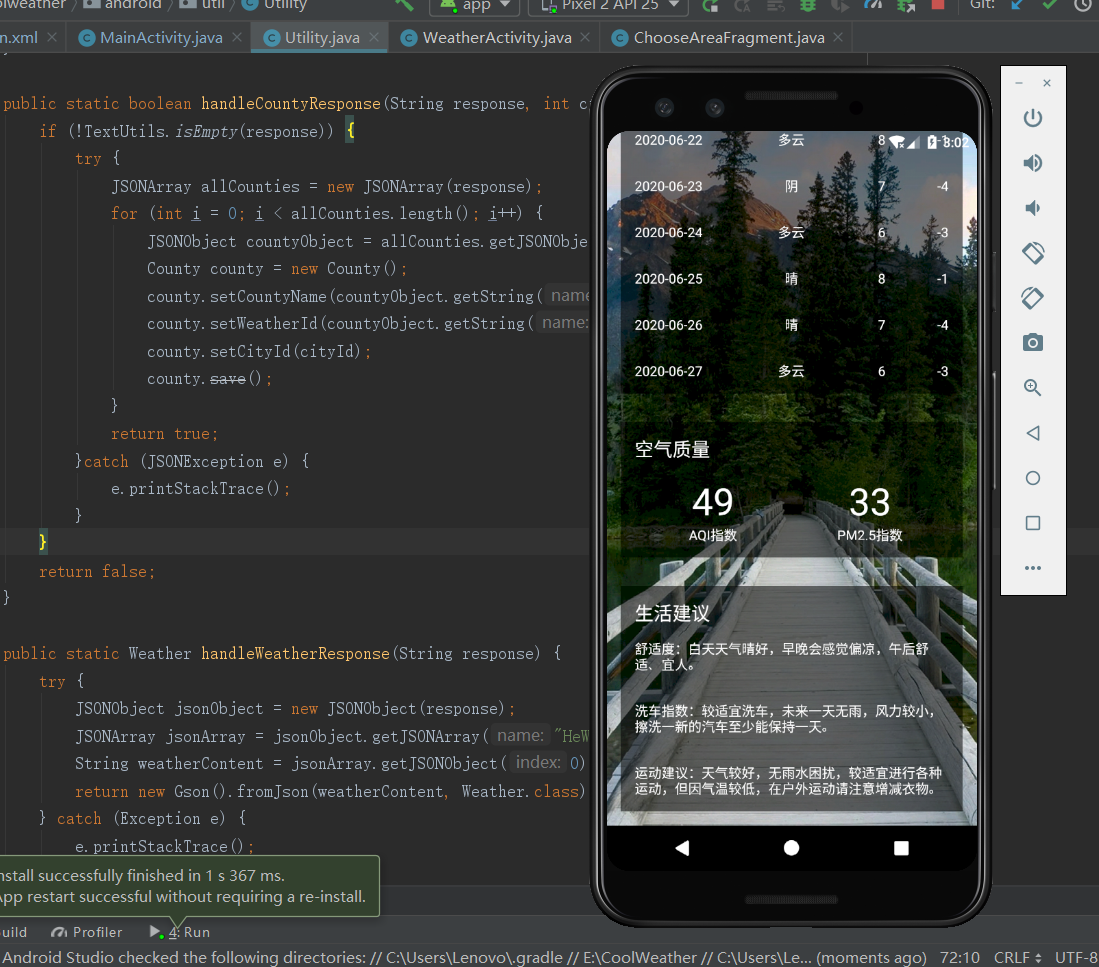 olweather android util Utility app Pixel 2 API 25 Git:
n.xml MainActivity.java Utility.java WeatherActivity.java ChooseAreaFragment.java
public static boolean handleCountyResponse(String response, int c
if (!TextUtils.isEmpty(response)) {
try {
JSONArray allCounties = new JSONArray(response);
for (int i = 0; i < allCounties.length(); i++) {
JSONObject countyObject = allCounties.getJSONObje
County county = new County();
county.setCountyName(countyObject.getString( name
county.setWeatherId(countyObject.getString( name:
county.setCityId(cityId);
county.save();
}
return true;
}catch (JSONException e) {
e.printStackTrace();
}
}
return false;
}
public static Weather handleWeatherResponse(String response) {
try {
JSONObject jsonObject = new JSONObject(response);
JSONArray jsonArray = jsonObject.getJSONArray( name: "HeW
String weatherContent = jsonArray.getJSONObject( index: 0)
return new Gson().fromJson(weatherContent, Weather.class)
} catch (Exception e) {
e.printStackTrace();
nstall successfully finished in 1 s 367 ms.
App restart successful without requiring a re-install.
uild Profiler 4: Run
Android Studio checked the following directories: // C:\Users\Lenovo\.gradle // E:\CoolWeather // C:\Users\Le... (moments ago) 72:10 CRLF UTF-8
8:02
2020-06-22 多云 8 -1
2020-06-23 阴 7 -4
2020-06-24 多云 6 -3
2020-06-25 晴 8 -1
2020-06-26 晴 7 -4
2020-06-27 多云 6 -3
空气质量
49 33
AQI指数 PM2.5指数
生活建议
舒适度：白天天气晴好，早晚会感觉偏凉，午后舒
适、宜人。
洗车指数：较适宜洗车，未来一天无雨，风力较小，
擦洗一新的汽车至少能保持一天。
运动建议：天气较好，无雨水困扰，较适宜进行各种
运动，但因气温较低，在户外运动请注意增减衣物。